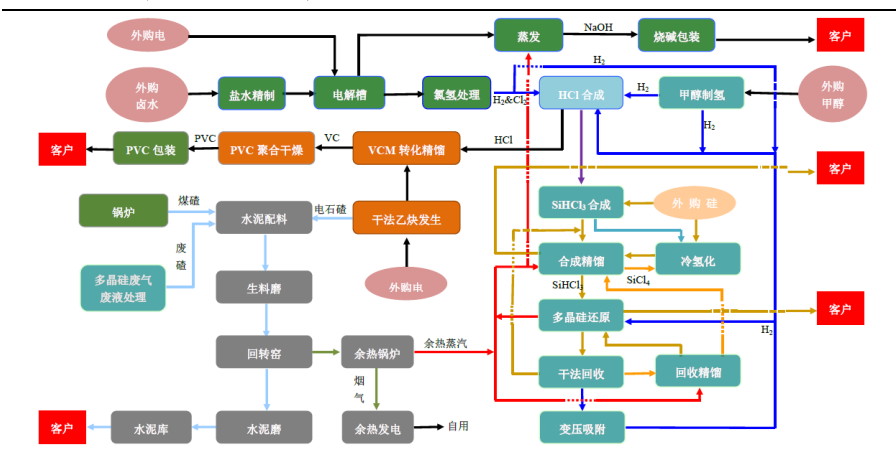 外购电
蒸发
NaOH
烧碱包装
客户
H₂
外购
卤水
盐水精制
电解槽
氯氢处理
H₂&Cl₂
HCl 合成
H₂
甲醇制氢
外购
甲醇
H₂
客户
PVC 包装
PVC
PVC 聚合干燥
VC
VCM 转化精馏
HCl
客户
锅炉
煤碴
水泥配料
电石碴
干法乙炔发生
SiHCl₃ 合成
外 购 硅
废
碴
多晶硅废气
废液处理
生料磨
外购电
合成精馏
冷氢化
SiHCl₃
SiCl₄
多晶硅还原
客户
H₂
回转窑
余热锅炉
余热蒸汽
干法回收
回收精馏
烟
气
客户
水泥库
水泥磨
余热发电
自用
变压吸附